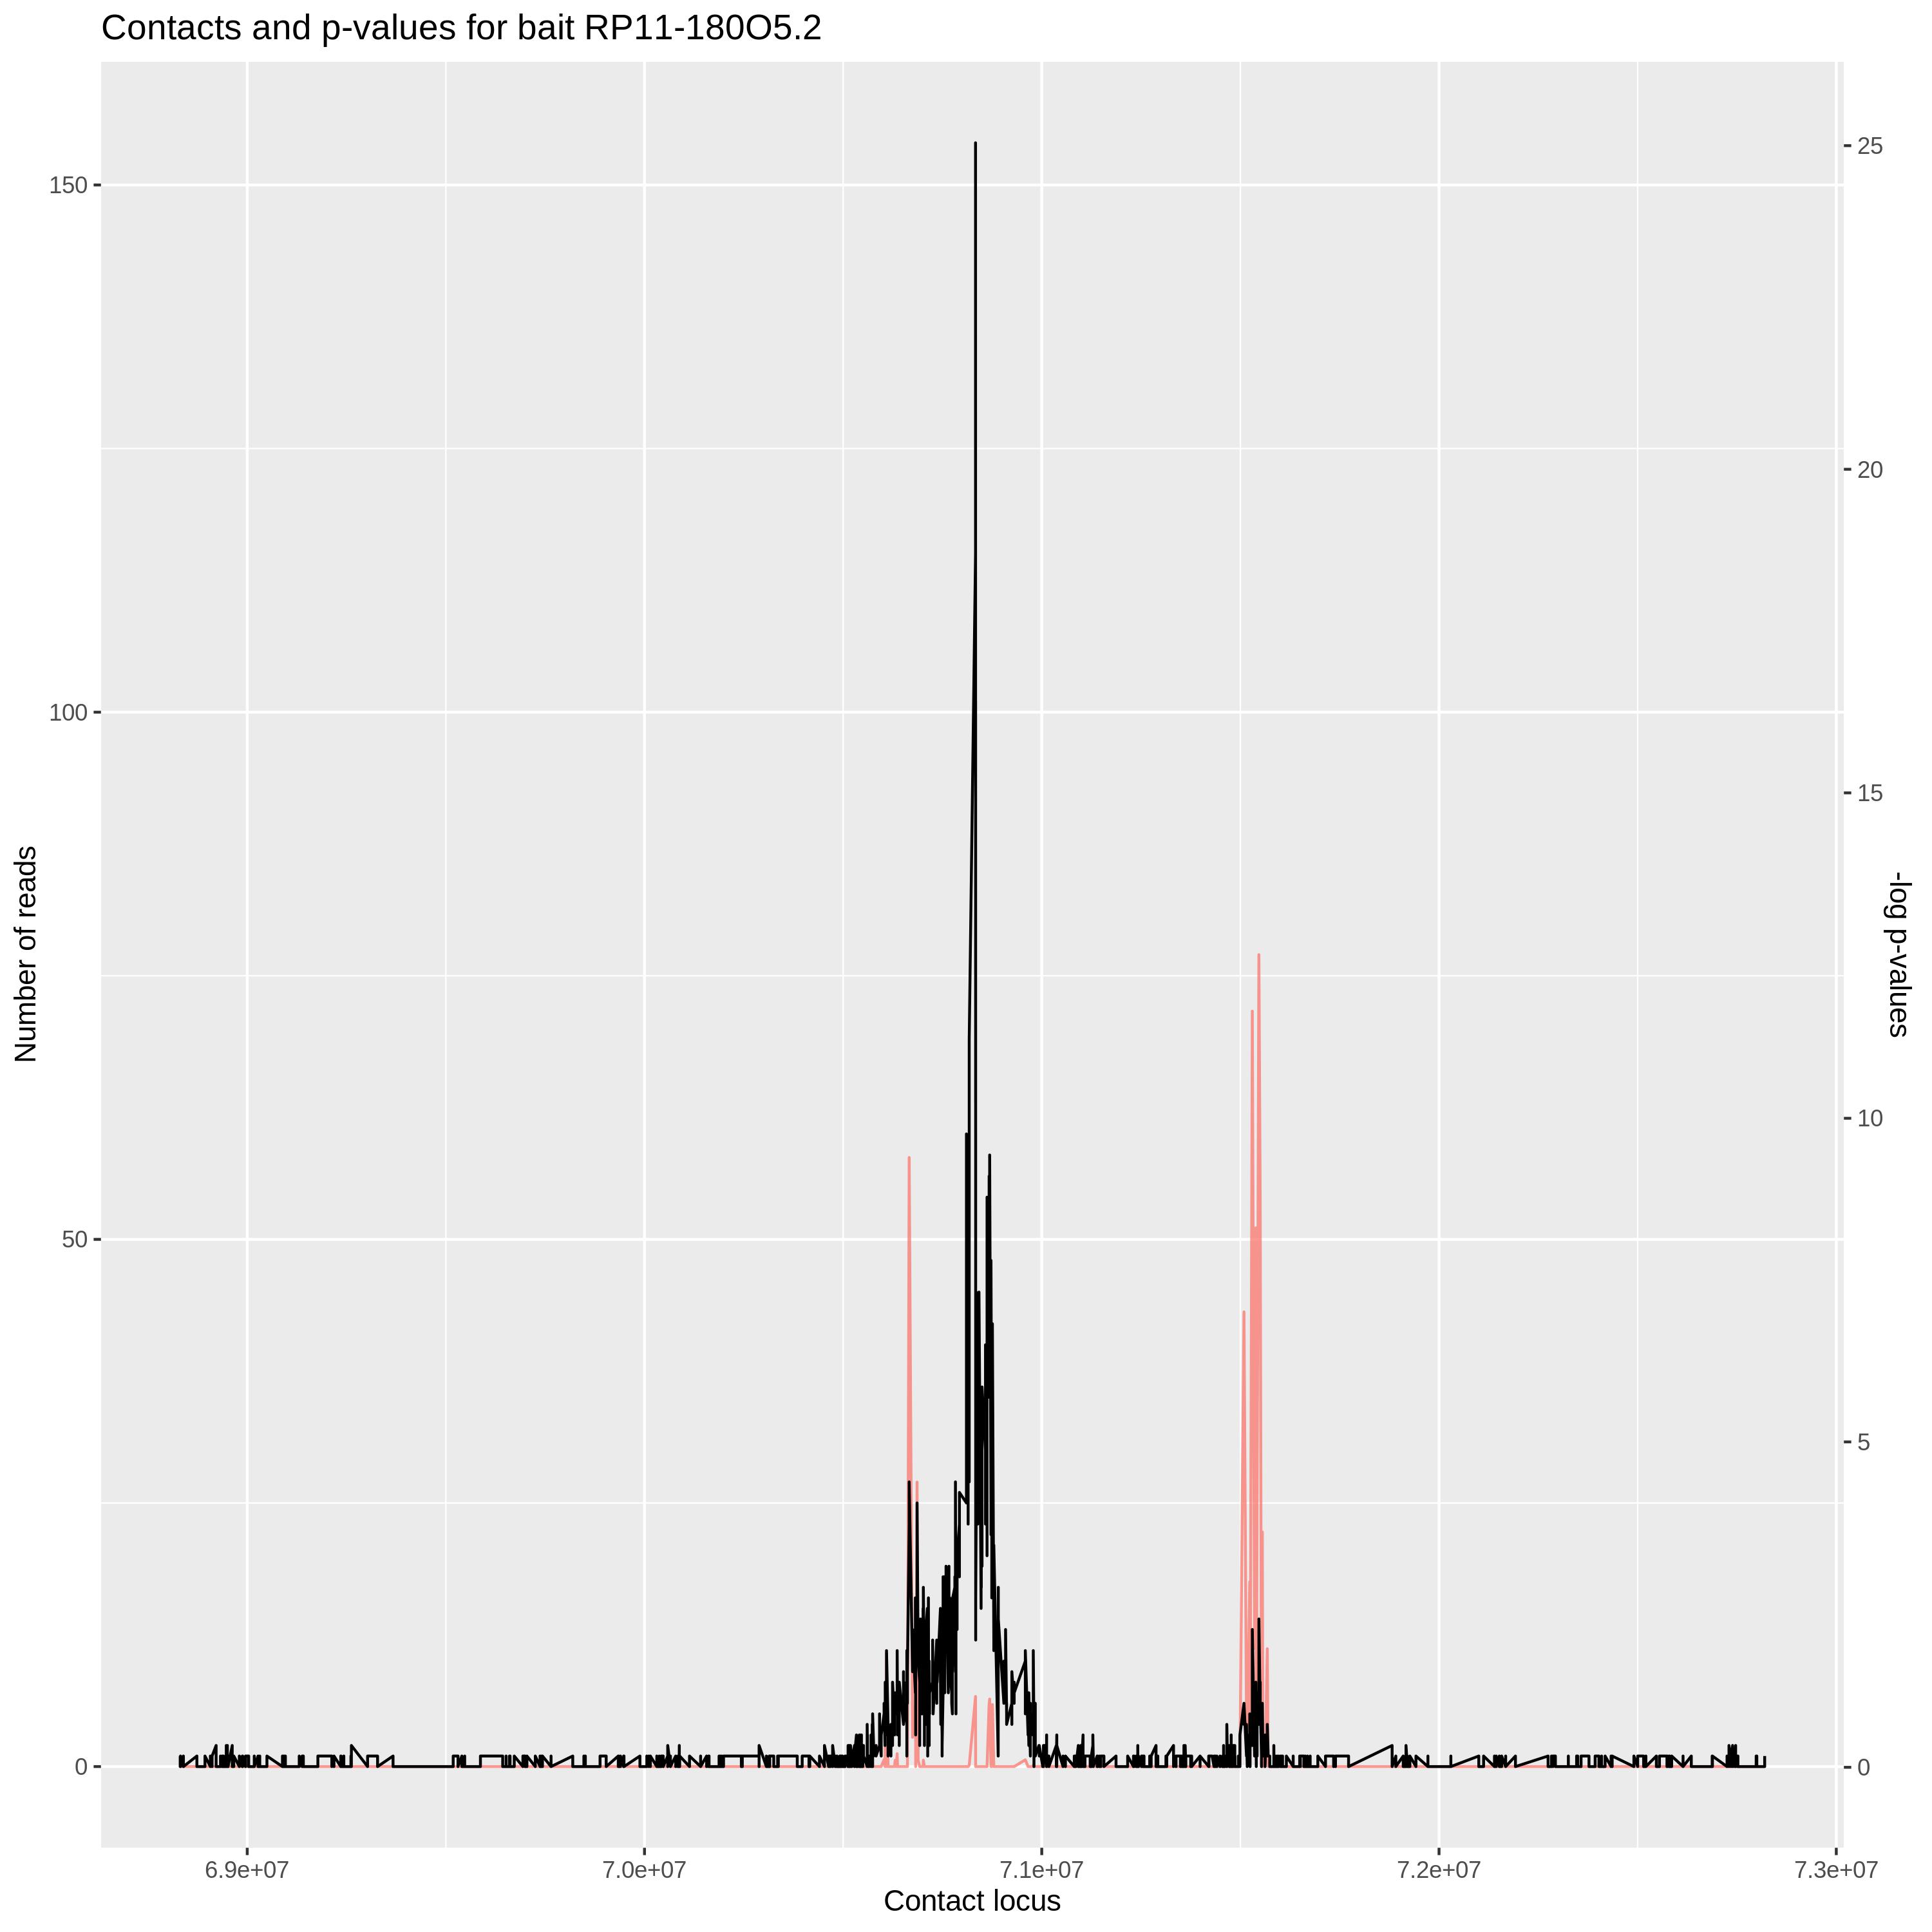 Contacts and p-values for bait RP11-180O5.2
150
100
50
0
25
20
15
10
5
0
Number of reads
-log p-values
6.9e+07
7.0e+07
7.1e+07
7.2e+07
7.3e+07
Contact locus